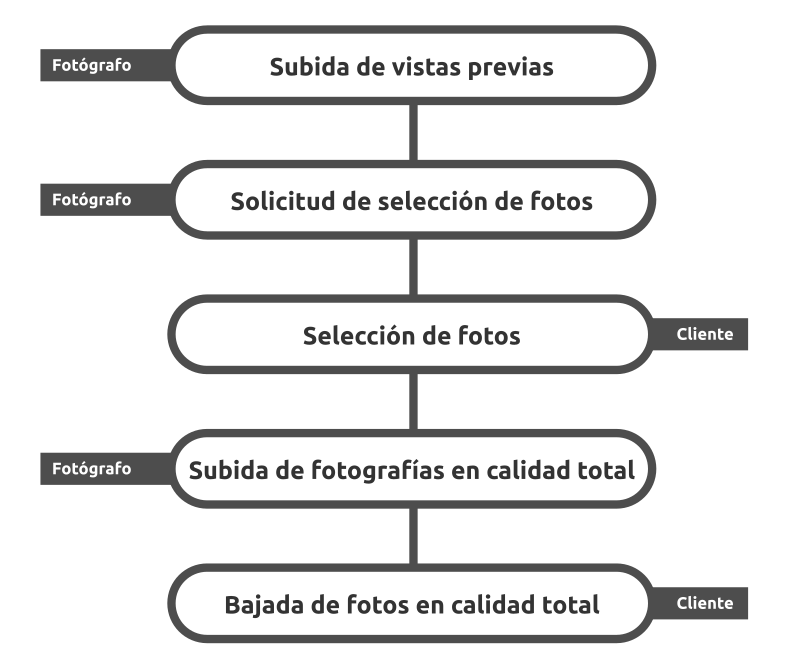 Fotógrafo
Subida de vistas previas
Fotógrafo
Solicitud de selección de fotos
Selección de fotos
Cliente
Fotógrafo
Subida de fotografías en calidad total
Bajada de fotos en calidad total
Cliente